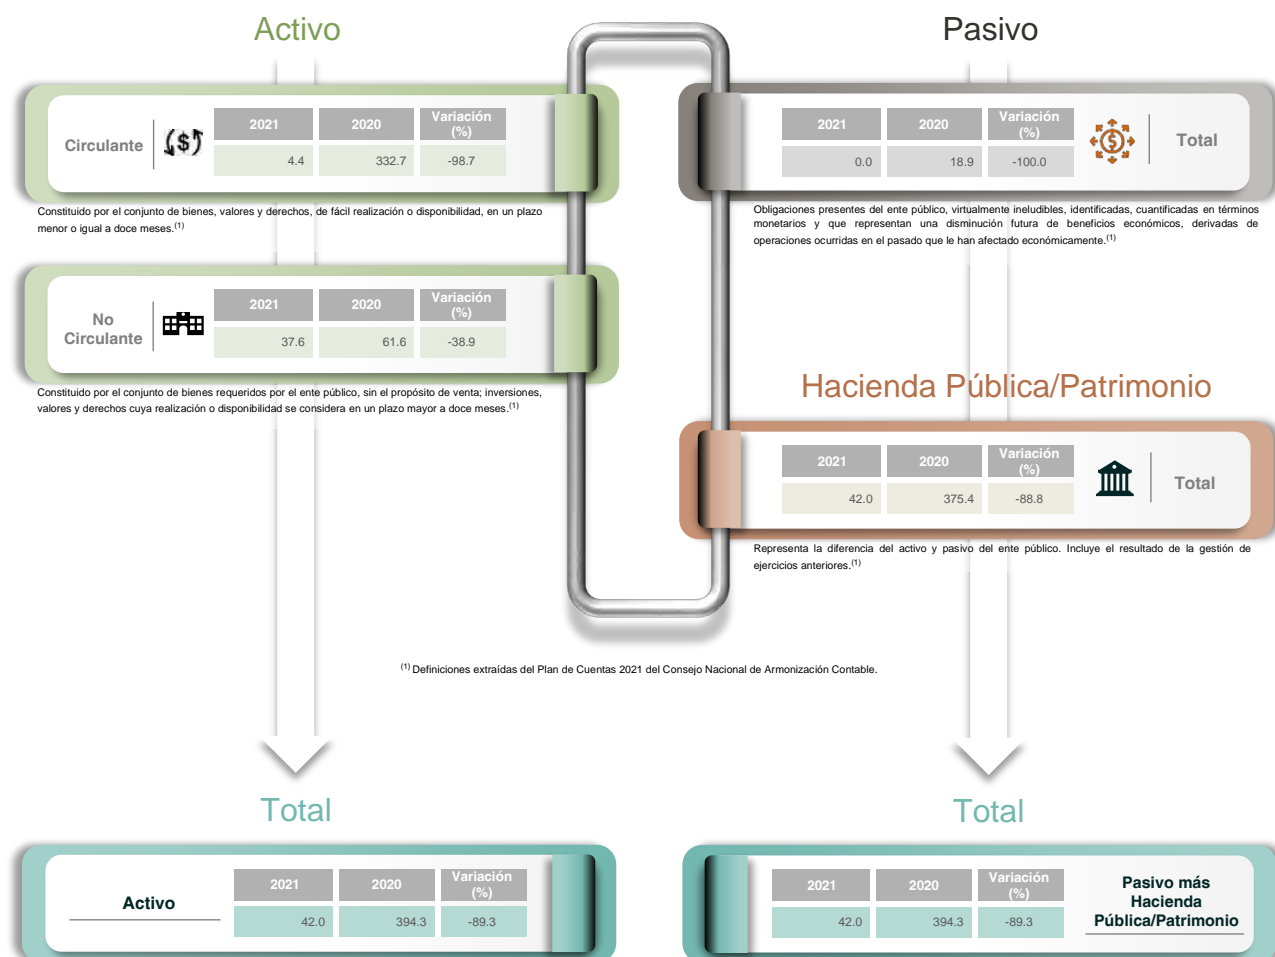 Activo
Circulante
2021 2020 Variación (%)
4.4 332.7 -98.7
Constituido por el conjunto de bienes, valores y derechos, de fácil realización o disponibilidad, en un plazo
menor o igual a doce meses.(1)
No
Circulante
2021 2020 Variación (%)
37.6 61.6 -38.9
Constituido por el conjunto de bienes requeridos por el ente público, sin el propósito de venta; inversiones,
valores y derechos cuya realización o disponibilidad se considera en un plazo mayor a doce meses.(1)
Pasivo
2021 2020 Variación (%)
0.0 18.9 -100.0
Total
Obligaciones presentes del ente público, virtualmente ineludibles, identificadas, cuantificadas en términos
monetarios y que representan una disminución futura de beneficios económicos, derivadas de
operaciones ocurridas en el pasado que le han afectado económicamente.(1)
Hacienda Pública/Patrimonio
2021 2020 Variación (%)
42.0 375.4 -88.8
Total
Representa la diferencia del activo y pasivo del ente público. Incluye el resultado de la gestión de
ejercicios anteriores.(1)
(1) Definiciones extraídas del Plan de Cuentas 2021 del Consejo Nacional de Armonización Contable.
Total
Activo
2021 2020 Variación (%)
42.0 394.3 -89.3
Total
2021 2020 Variación (%)
42.0 394.3 -89.3
Pasivo más
Hacienda
Pública/Patrimonio